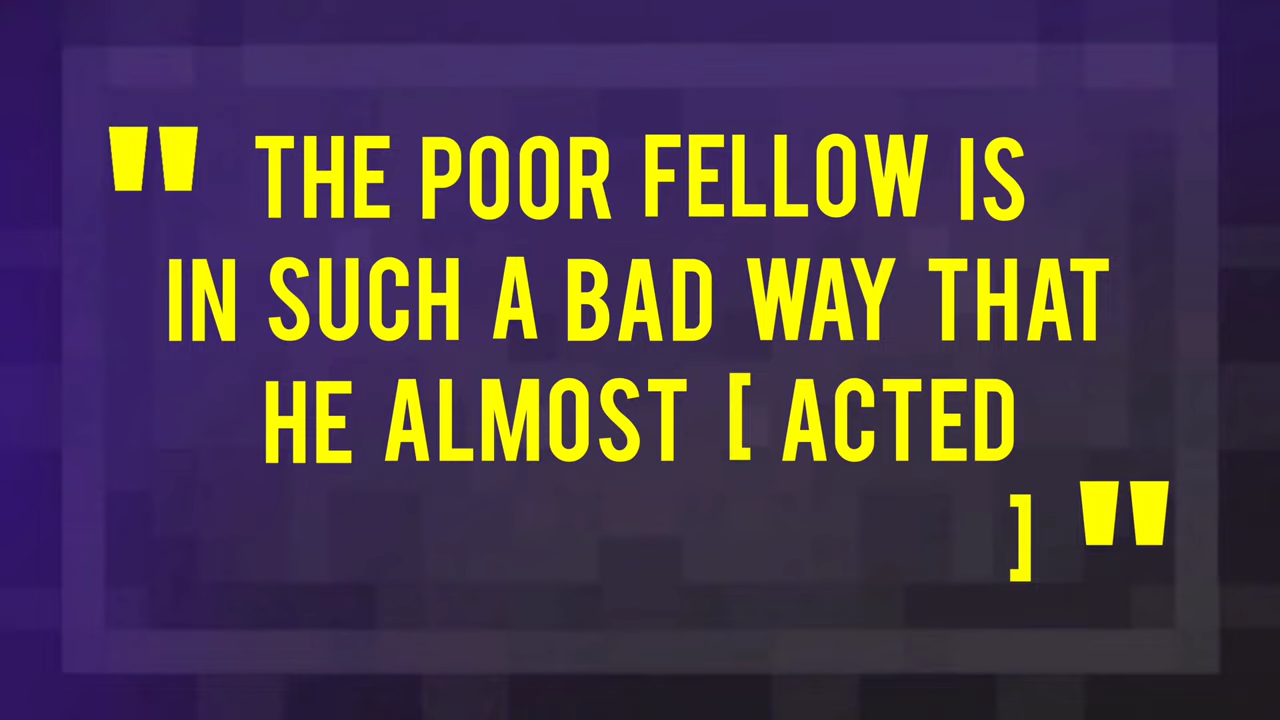 " THE POOR FELLOW IS
IN SUCH A BAD WAY THAT
HE ALMOST [ ACTED
] "